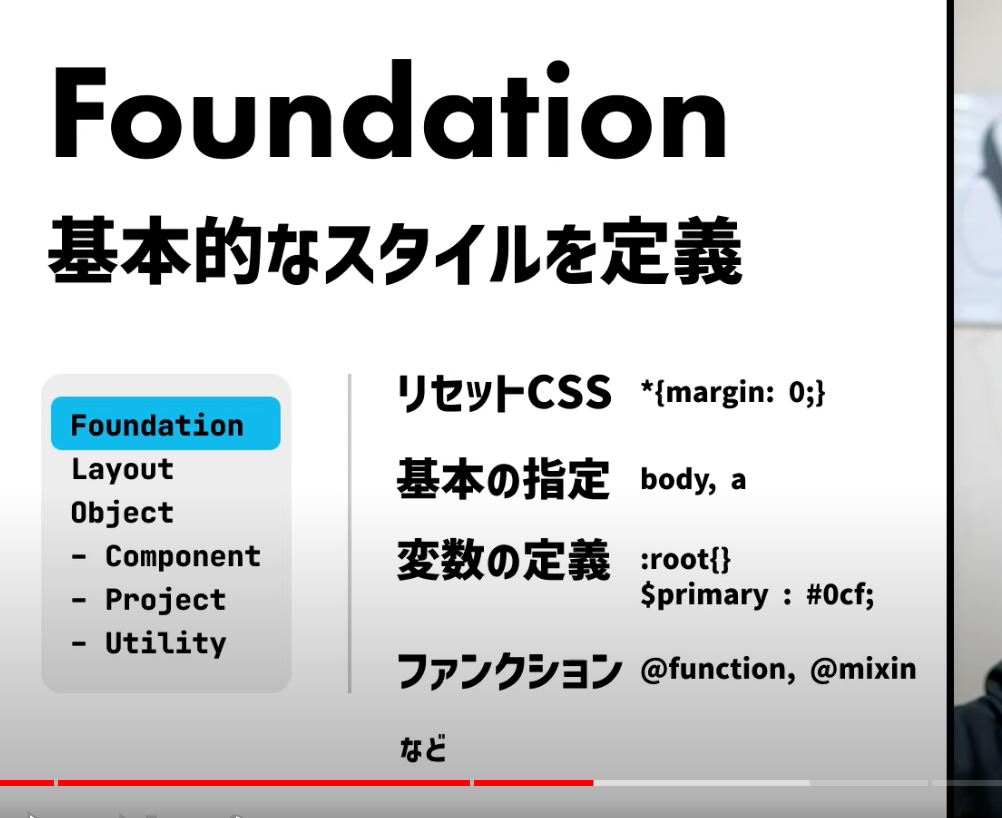 Foundation
基本的なスタイルを定義
Foundation
Layout
Object
- Component
- Project
- Utility
リセットCSS *{margin: 0;}
基本の指定 body, a
変数の定義 :root{}
$primary : #0cf;
ファンクション @function, @mixin
など